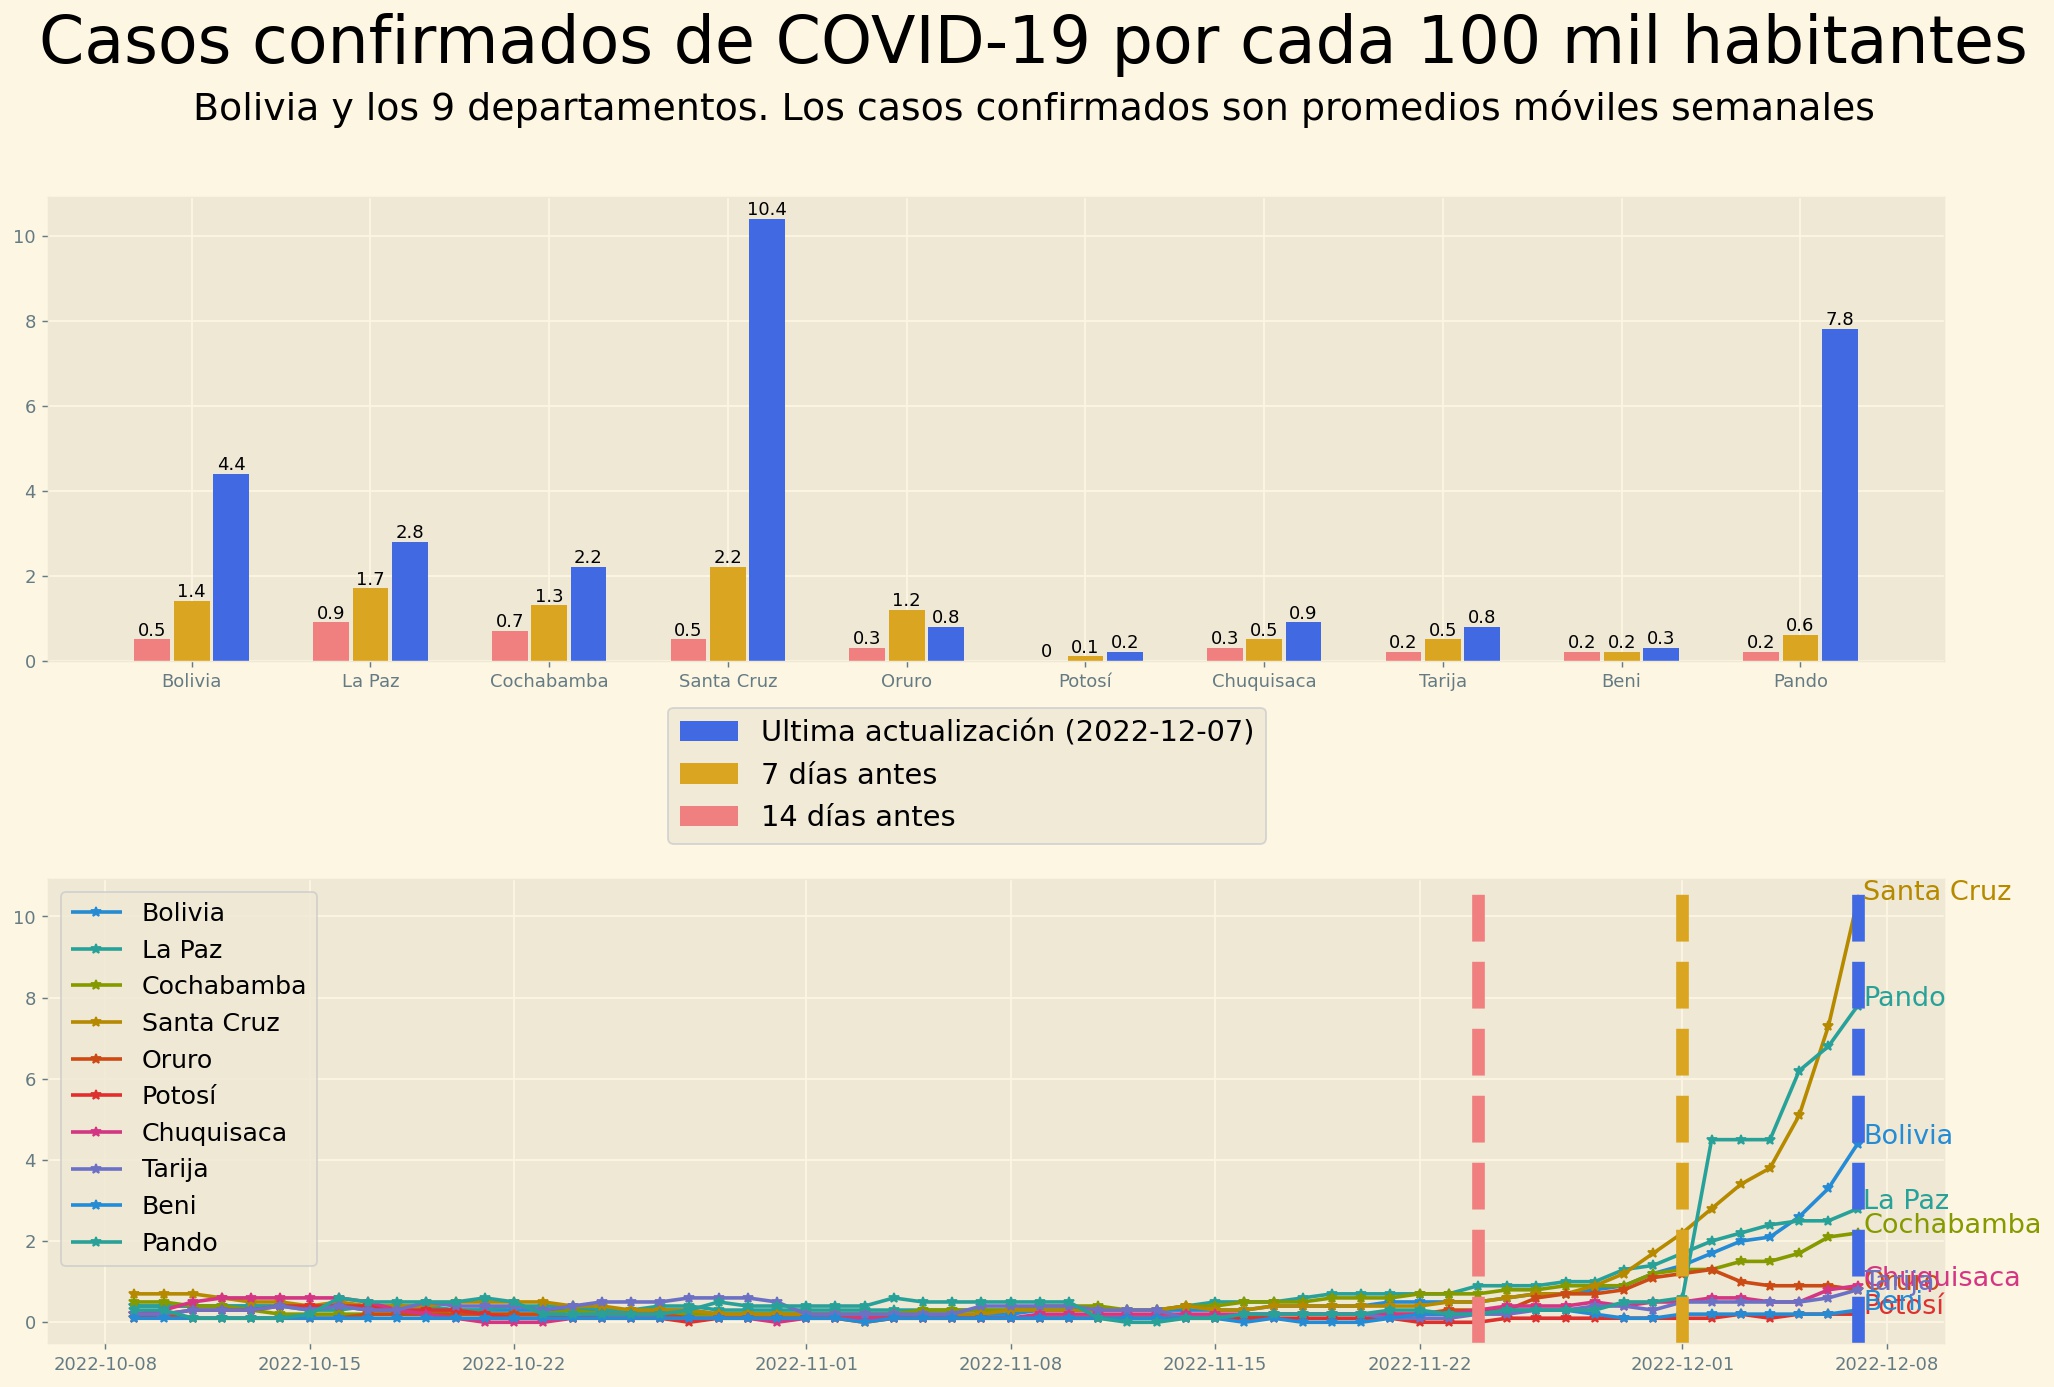 Casos confirmados de COVID-19 por cada 100 mil habitantes
Bolivia y los 9 departamentos. Los casos confirmados son promedios móviles semanales
10
8
6
4
2
0
0.5 1.4 4.4
0.9 1.7 2.8
0.7 1.3 2.2
0.5 2.2 10.4
0.3 1.2 0.8
0 0.1 0.2
0.3 0.5 0.9
0.2 0.5 0.8
0.2 0.2 0.3
0.2 0.6 7.8
Bolivia La Paz Cochabamba Santa Cruz Oruro Potosí Chuquisaca Tarija Beni Pando
Ultima actualización (2022-12-07)
7 días antes
14 días antes
10
8
6
4
2
0
Bolivia
La Paz
Cochabamba
Santa Cruz
Oruro
Potosí
Chuquisaca
Tarija
Beni
Pando
Santa Cruz
Pando
Bolivia
La Paz
Cochabamba
Chuquisaca
Tarija
Oruro
Beni
Potosí
2022-10-08 2022-10-15 2022-10-22 2022-11-01 2022-11-08 2022-11-15 2022-11-22 2022-12-01 2022-12-08